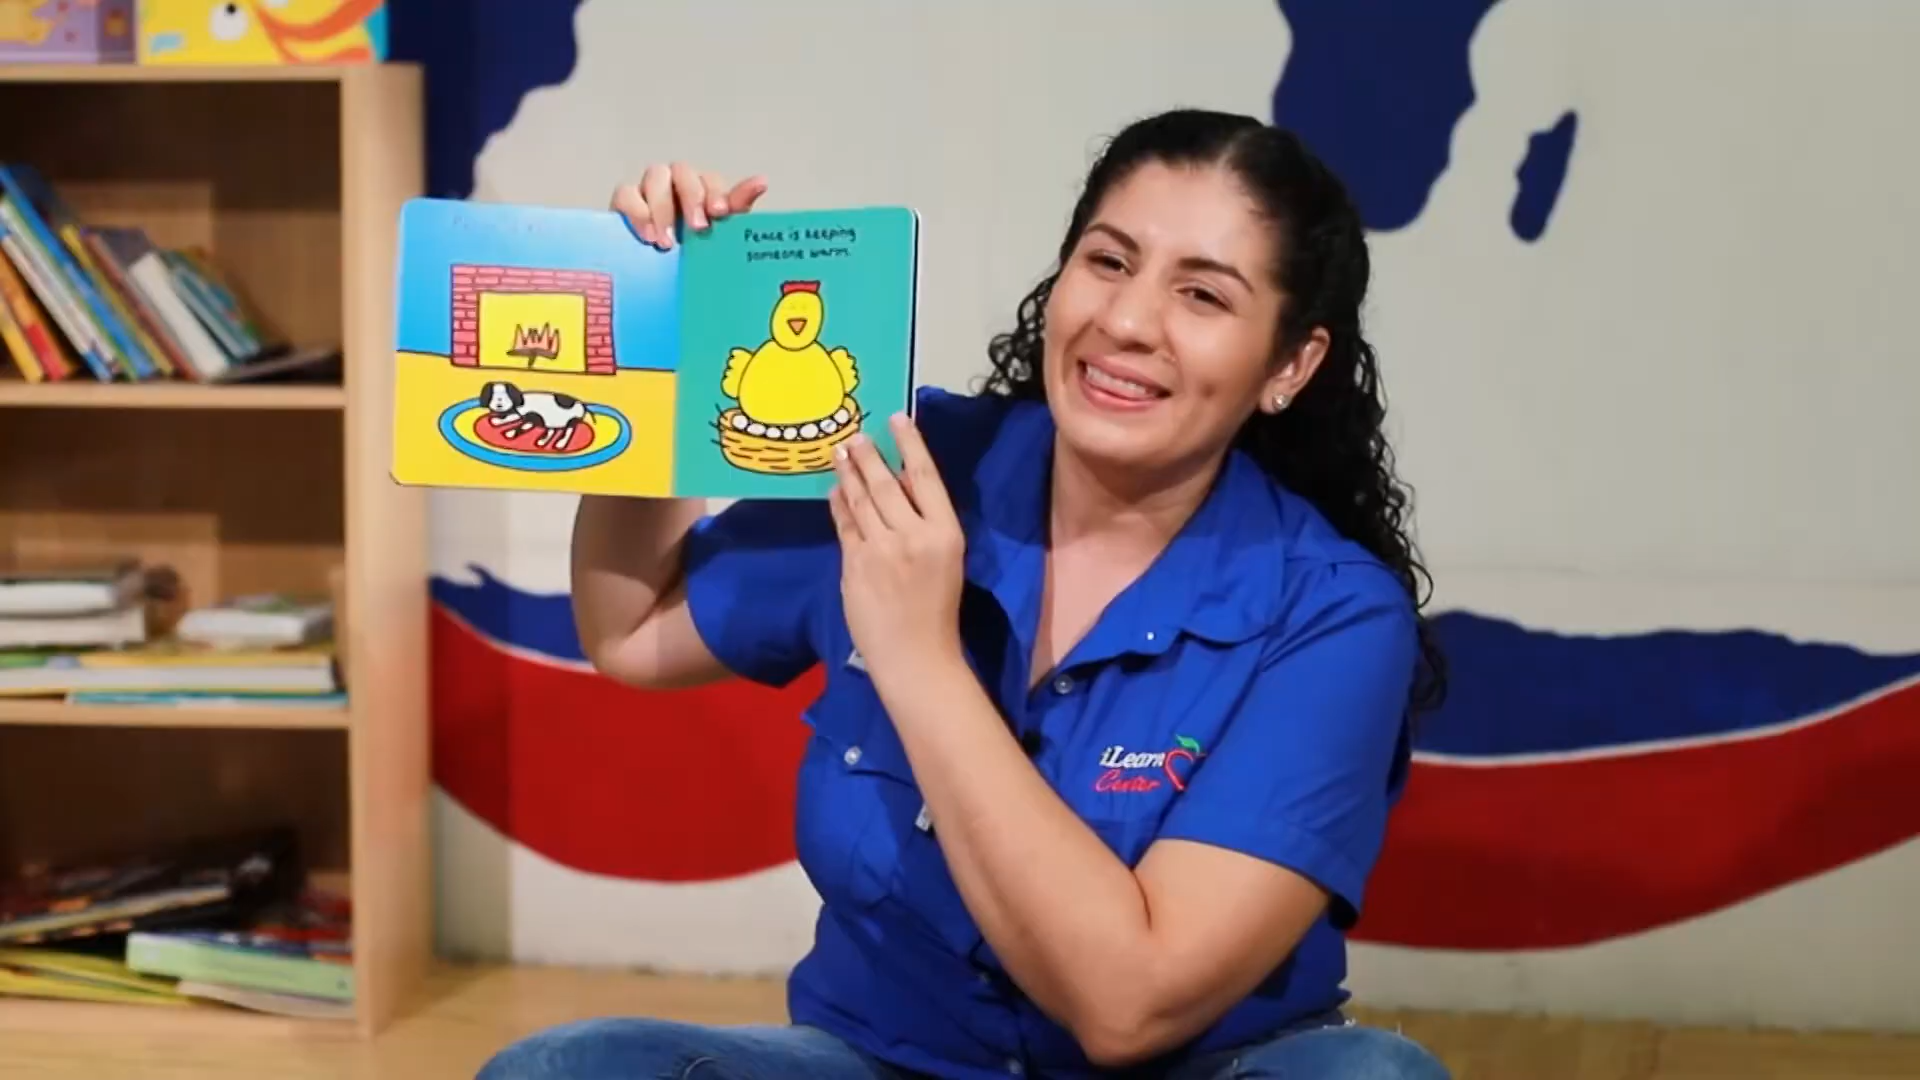 Peace is keeping
someone warm.
iLearn
Center